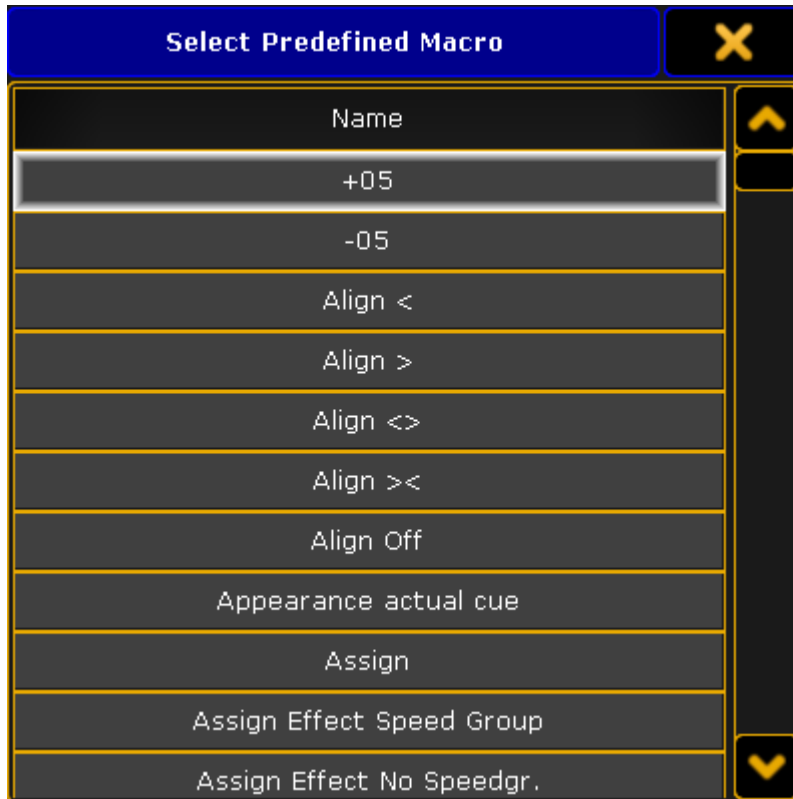 Select Predefined Macro
Name
+05
-05
Align <
Align >
Align <>
Align ><
Align Off
Appearance actual cue
Assign
Assign Effect Speed Group
Assign Effect No Speedgr.